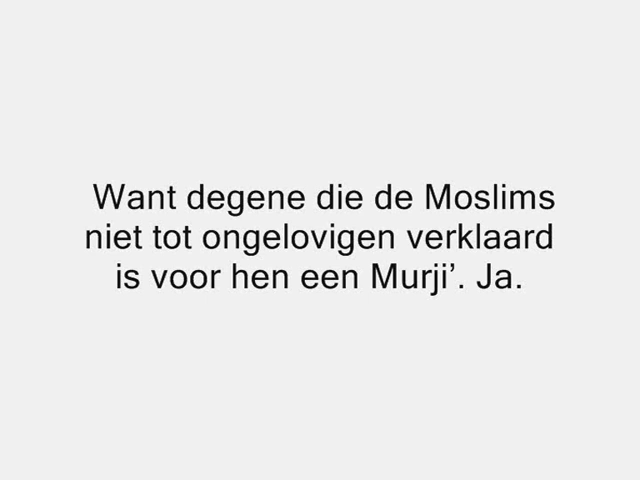 Want degene die de Moslims
niet tot ongelovigen verklaard
is voor hen een Murji’. Ja.